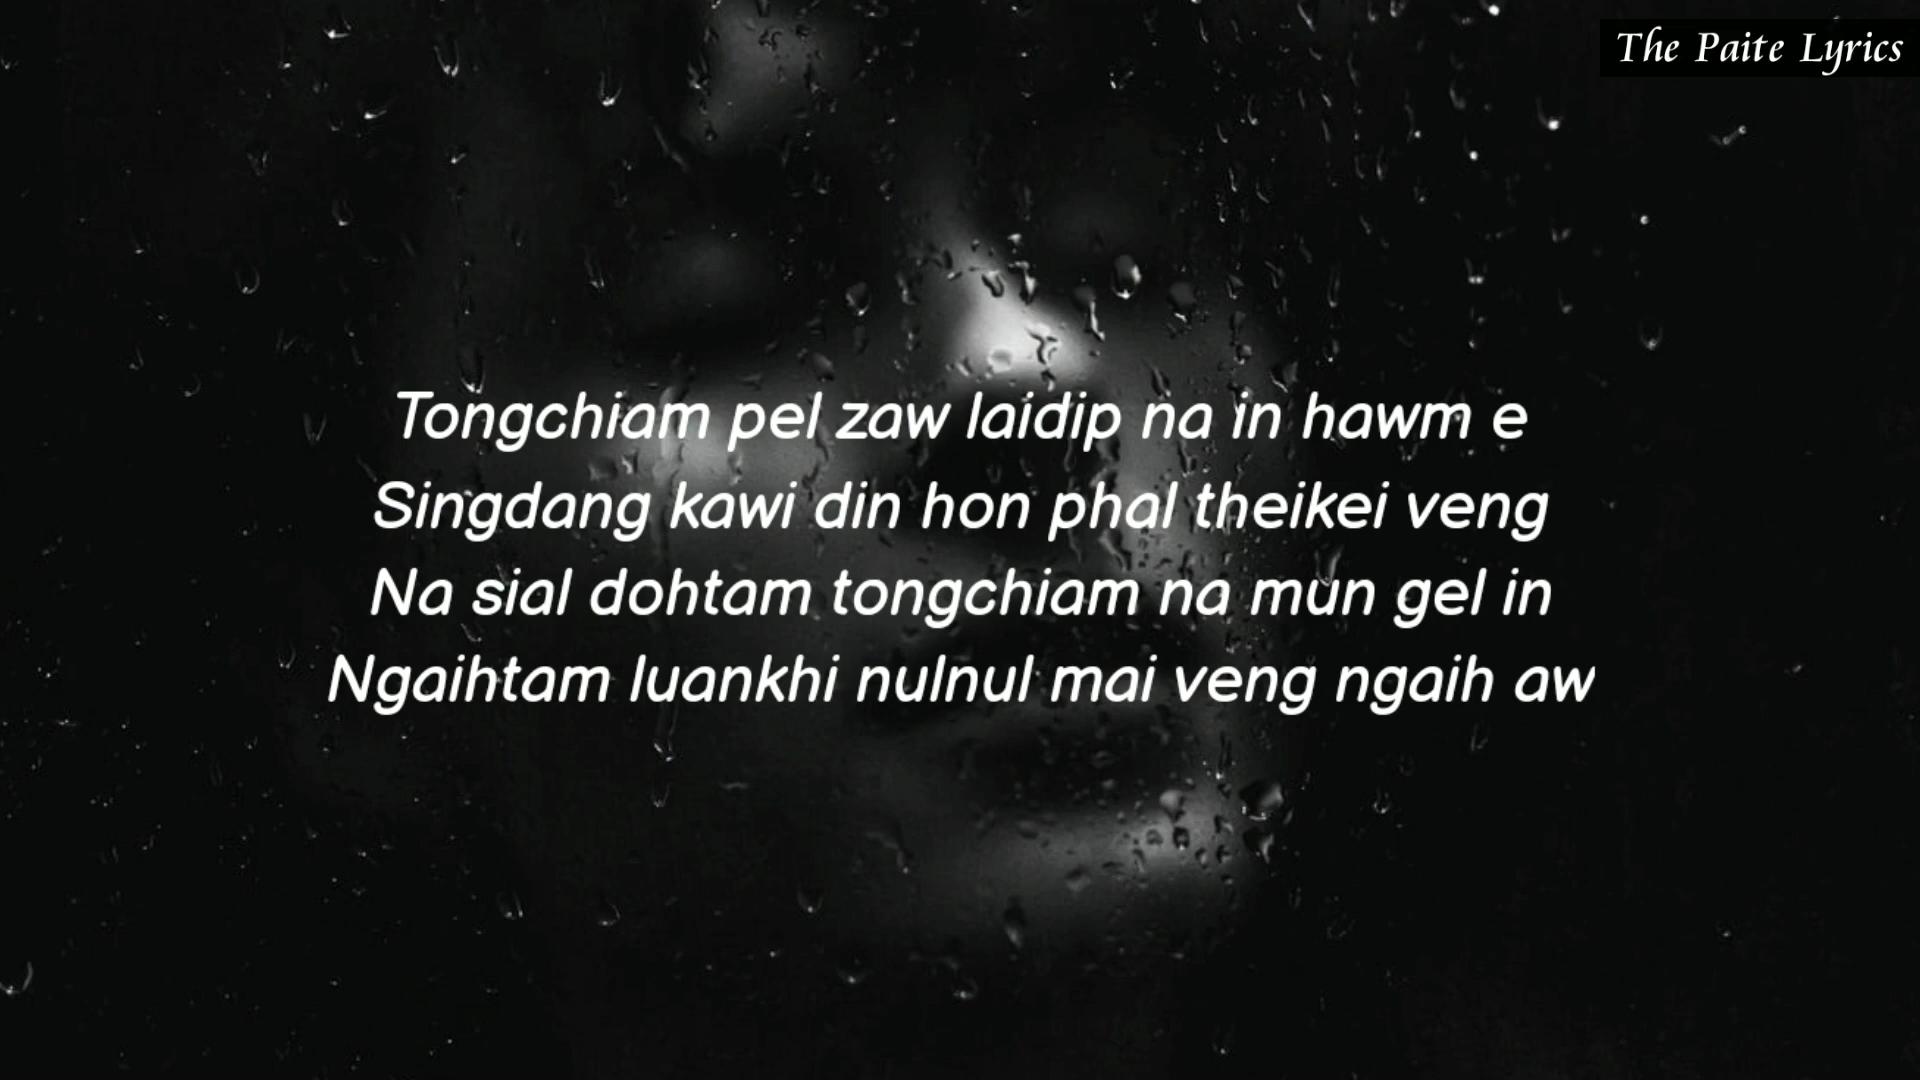 The Paite Lyrics
Tongchiam pel zaw laidip na in hawm e
Singdang kawi din hon phal theikei veng
Na sial dohtam tongchiam na mun gel in
Ngaihtam luankhi nulnul mai veng ngaih aw